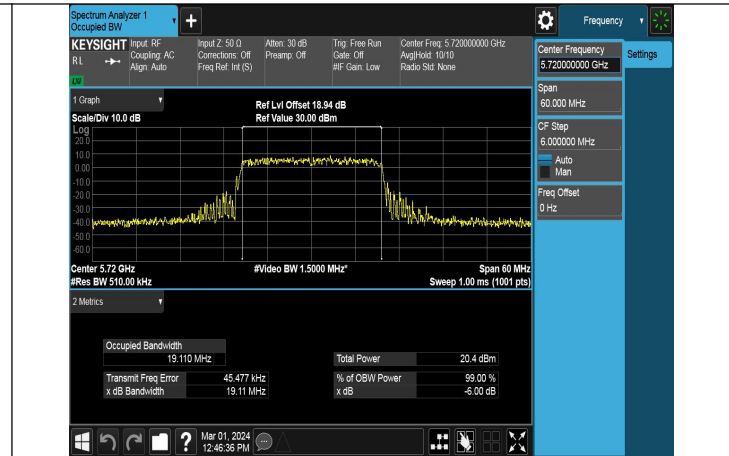 Spectrum Analyzer 1
Occupied BW
+
Frequency
KEYSIGHT
RL
LXI
Input: RF
Coupling: AC
Align: Auto
Input Z: 50 Ω
Corrections: Off
Freq Ref: Int (S)
Atten: 30 dB
Preamp: Off
Trig: Free Run
Gate: Off
#IF Gain: Low
Center Freq: 5.720000000 GHz
Avg|Hold: 10/10
Radio Std: None
Center Frequency
5.720000000 GHz
Settings
Span
60.000 MHz
CF Step
6.000000 MHz
Auto
Man
Freq Offset
0 Hz
1 Graph
Scale/Div 10.0 dB
Ref Lvl Offset 18.94 dB
Ref Value 30.00 dBm
Log
20.0
10.0
0.00
-10.0
-20.0
-30.0
-40.0
-50.0
-60.0
Center 5.72 GHz
#Video BW 1.5000 MHz*
Span 60 MHz
#Res BW 510.00 kHz
Sweep 1.00 ms (1001 pts)
2 Metrics
Occupied Bandwidth
19.110 MHz
Total Power 20.4 dBm
Transmit Freq Error 45.477 kHz
% of OBW Power 99.00 %
x dB Bandwidth 19.11 MHz
x dB -6.00 dB
?
Mar 01, 2024
12:46:36 PM